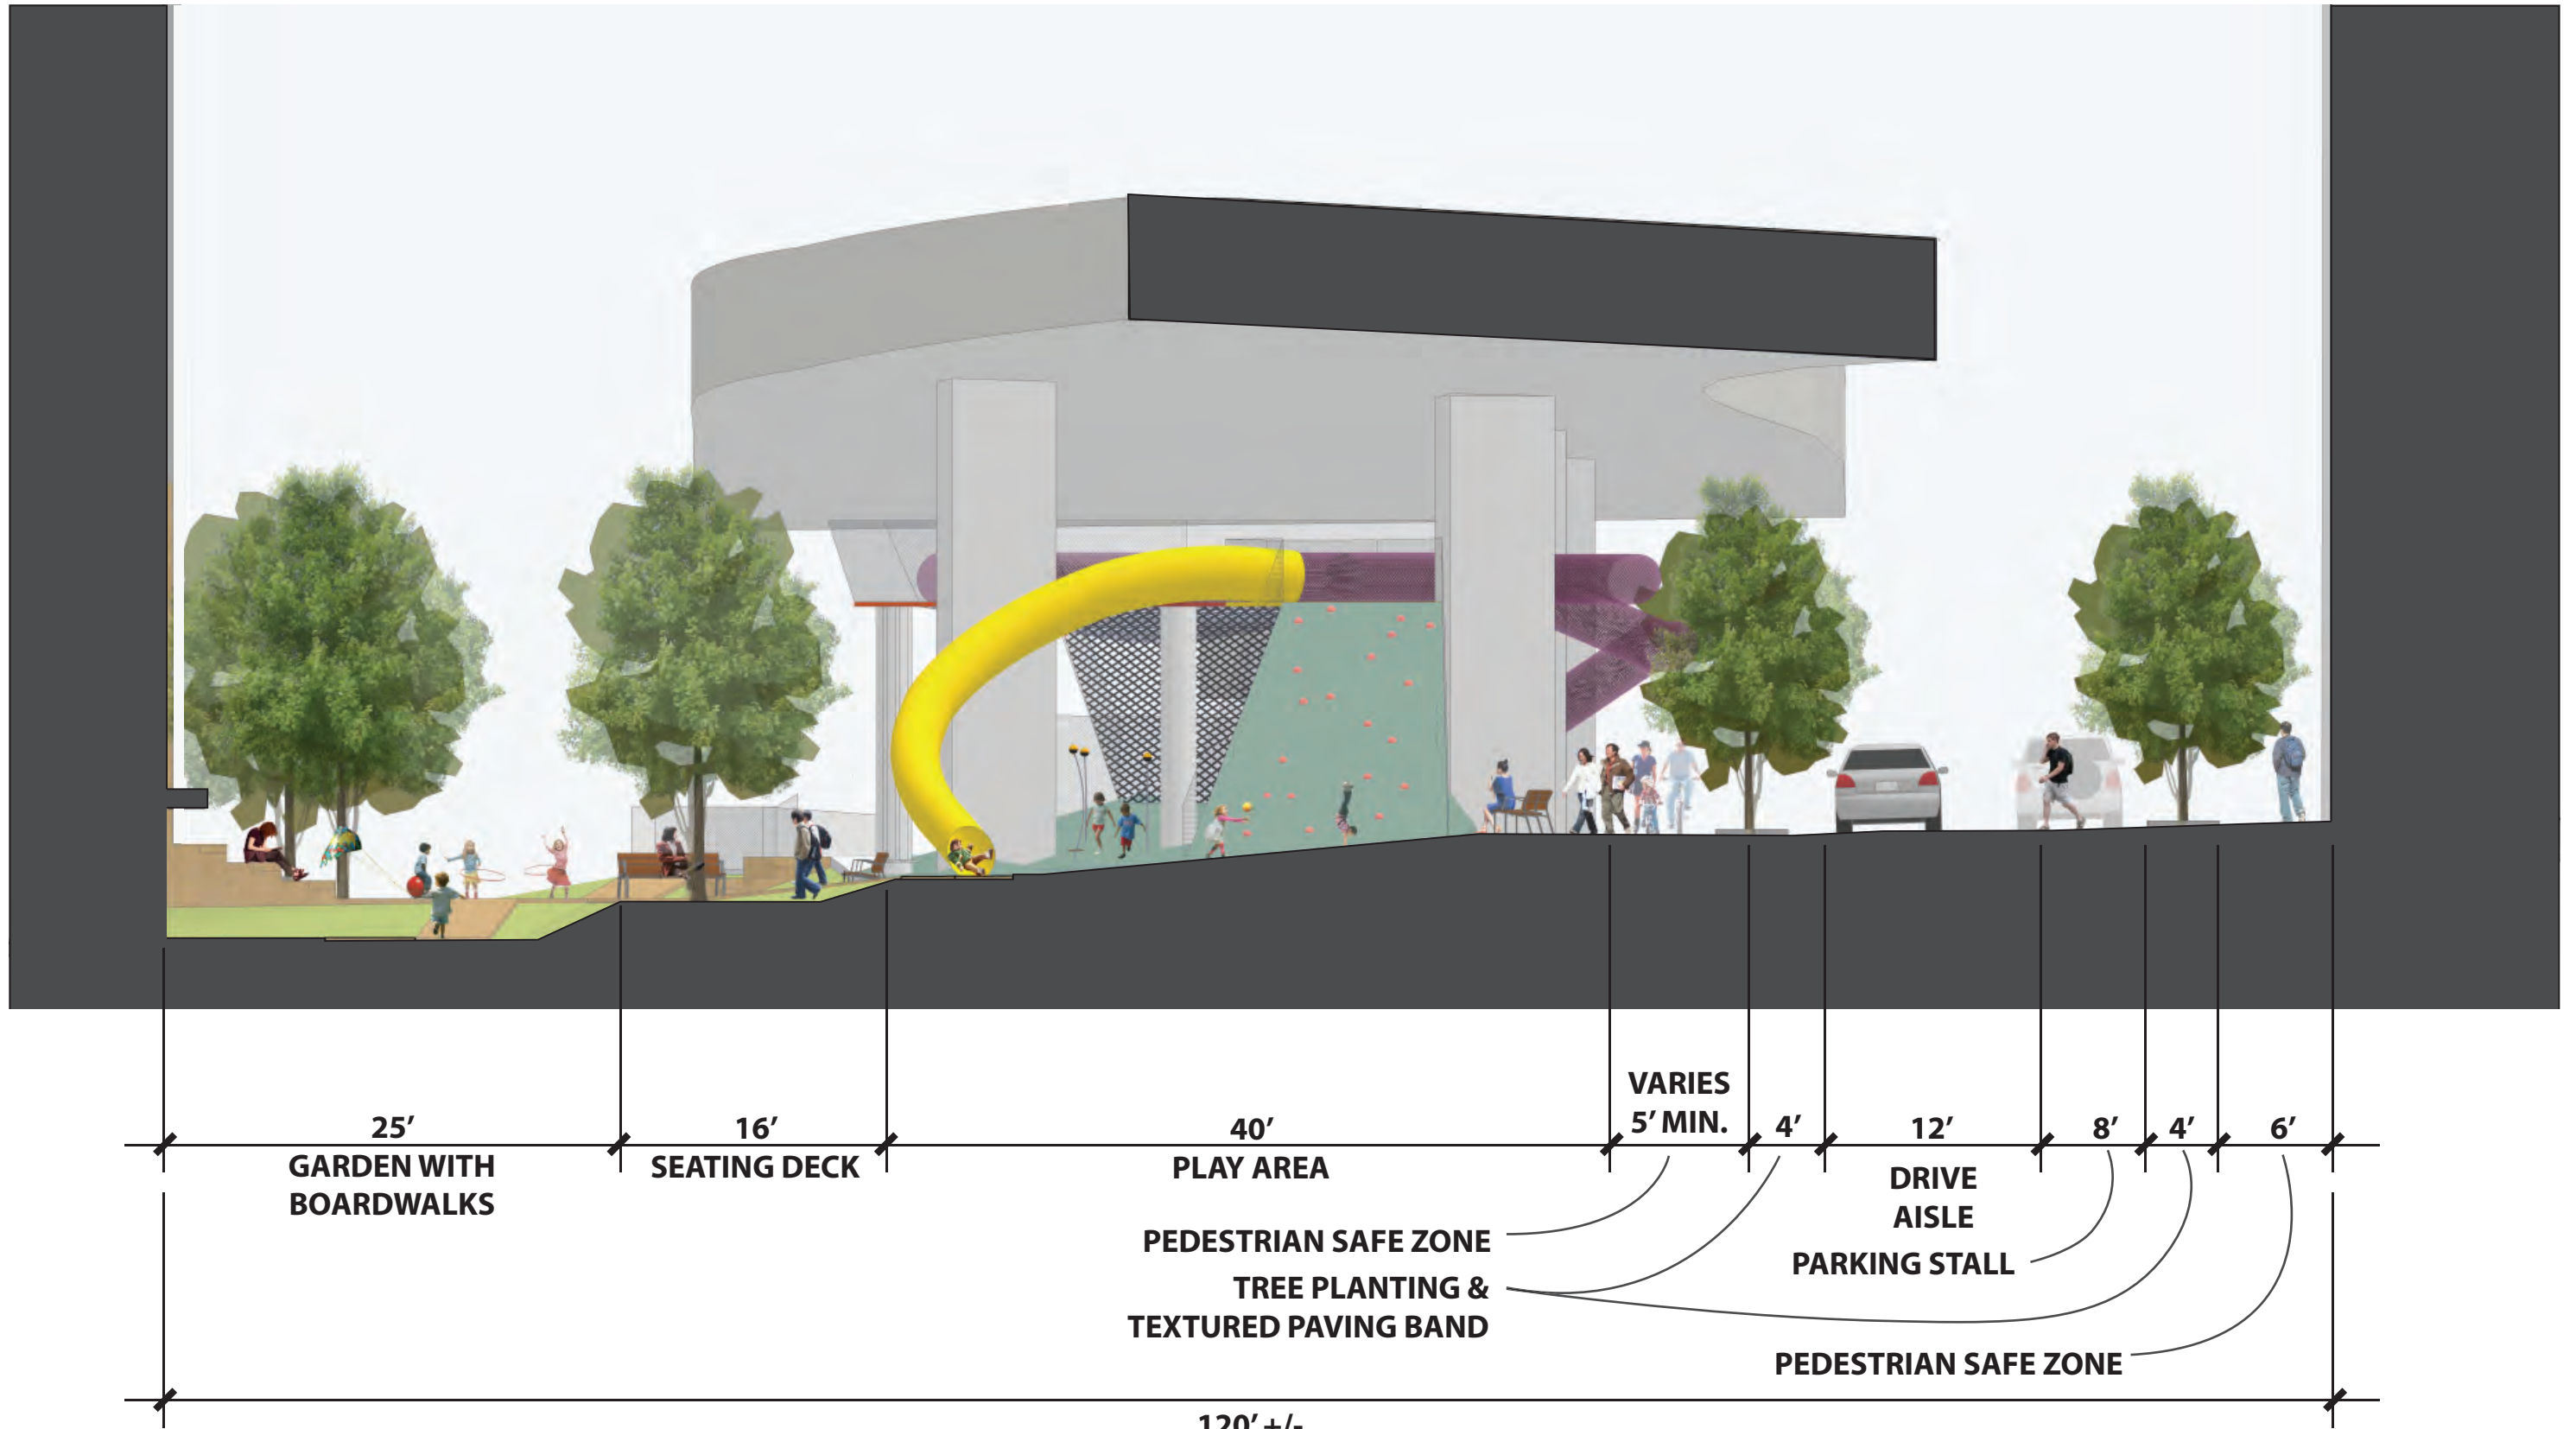 VARIES
5’ MIN.
25’
16’
40’
4’
12’
8’
4’
6’
GARDEN WITH
BOARDWALKS
SEATING DECK
PLAY AREA
DRIVE
AISLE
PEDESTRIAN SAFE ZONE
PARKING STALL
TREE PLANTING &
TEXTURED PAVING BAND
PEDESTRIAN SAFE ZONE
120’ +/-